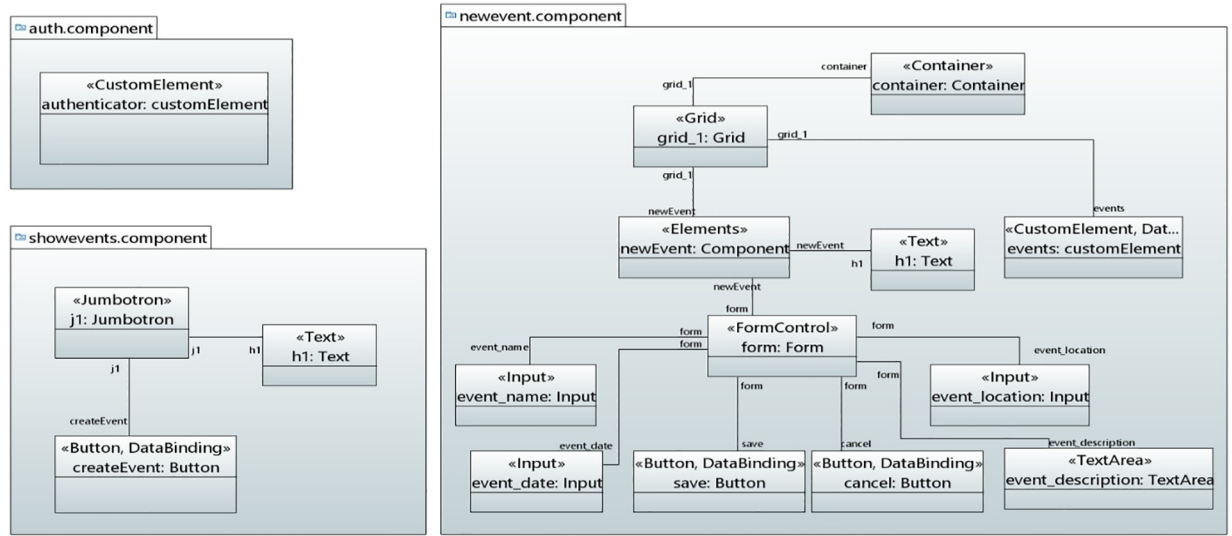 auth.component
«CustomElement»
authenticator: customElement
showevents.component
«Jumbotron»
j1: Jumbotron
j1
h1
«Text»
h1: Text
j1
createEvent
«Button, DataBinding»
createEvent: Button
newevent.component
container
«Container»
container: Container
grid_1
«Grid»
grid_1: Grid
grid_1
grid_1
newEvent
events
«Elements»
newEvent: Component
newEvent
h1
«Text»
h1: Text
«CustomElement, Dat...
events: customElement
newEvent
form
«FormControl»
form: Form
form
form
form
event_name
event_location
«Input»
event_name: Input
form
form
form
«Input»
event_location: Input
event_date
save
cancel
event_description
«Input»
event_date: Input
«Button, DataBinding»
save: Button
«Button, DataBinding»
cancel: Button
«TextArea»
event_description: TextArea